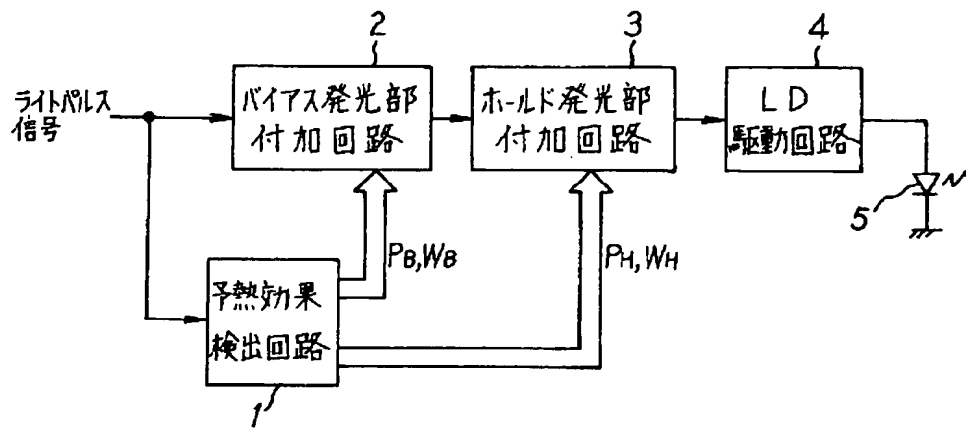 2
3
4
ライトパルス
信号
バイアス発光部
付加回路
ホールド発光部
付加回路
LD
駆動回路
5
PB,WB
PH,WH
予熱効果
検出回路
1